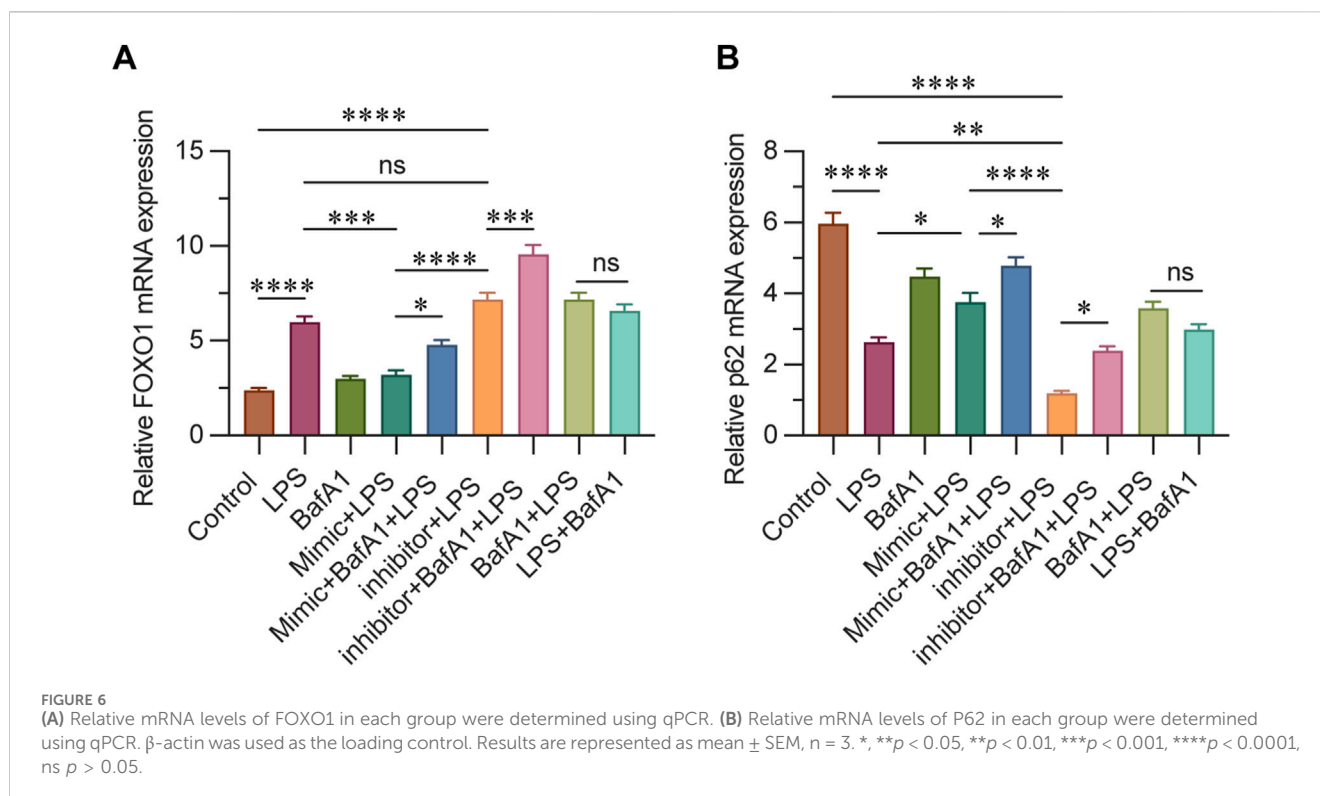 A
Relative FOXO1 mRNA expression
15
10
5
0
****
ns
***
****
***
****
*
ns
Control
LPS
BafA1
Mimic+LPS
Mimic+BafA1+LPS
inhibitor+LPS
inhibitor+BafA1+LPS
BafA1+LPS
LPS+BafA1
B
Relative p62 mRNA expression
8
6
4
2
0
****
**
****
****
*
*
*
ns
Control
LPS
BafA1
Mimic+LPS
Mimic+BafA1+LPS
inhibitor+LPS
inhibitor+BafA1+LPS
BafA1+LPS
LPS+BafA1
FIGURE 6
(A) Relative mRNA levels of FOXO1 in each group were determined using qPCR. (B) Relative mRNA levels of P62 in each group were determined
using qPCR. β-actin was used as the loading control. Results are represented as mean ± SEM, n = 3. *, **p < 0.05, **p < 0.01, ***p < 0.001, ****p < 0.0001,
ns p > 0.05.